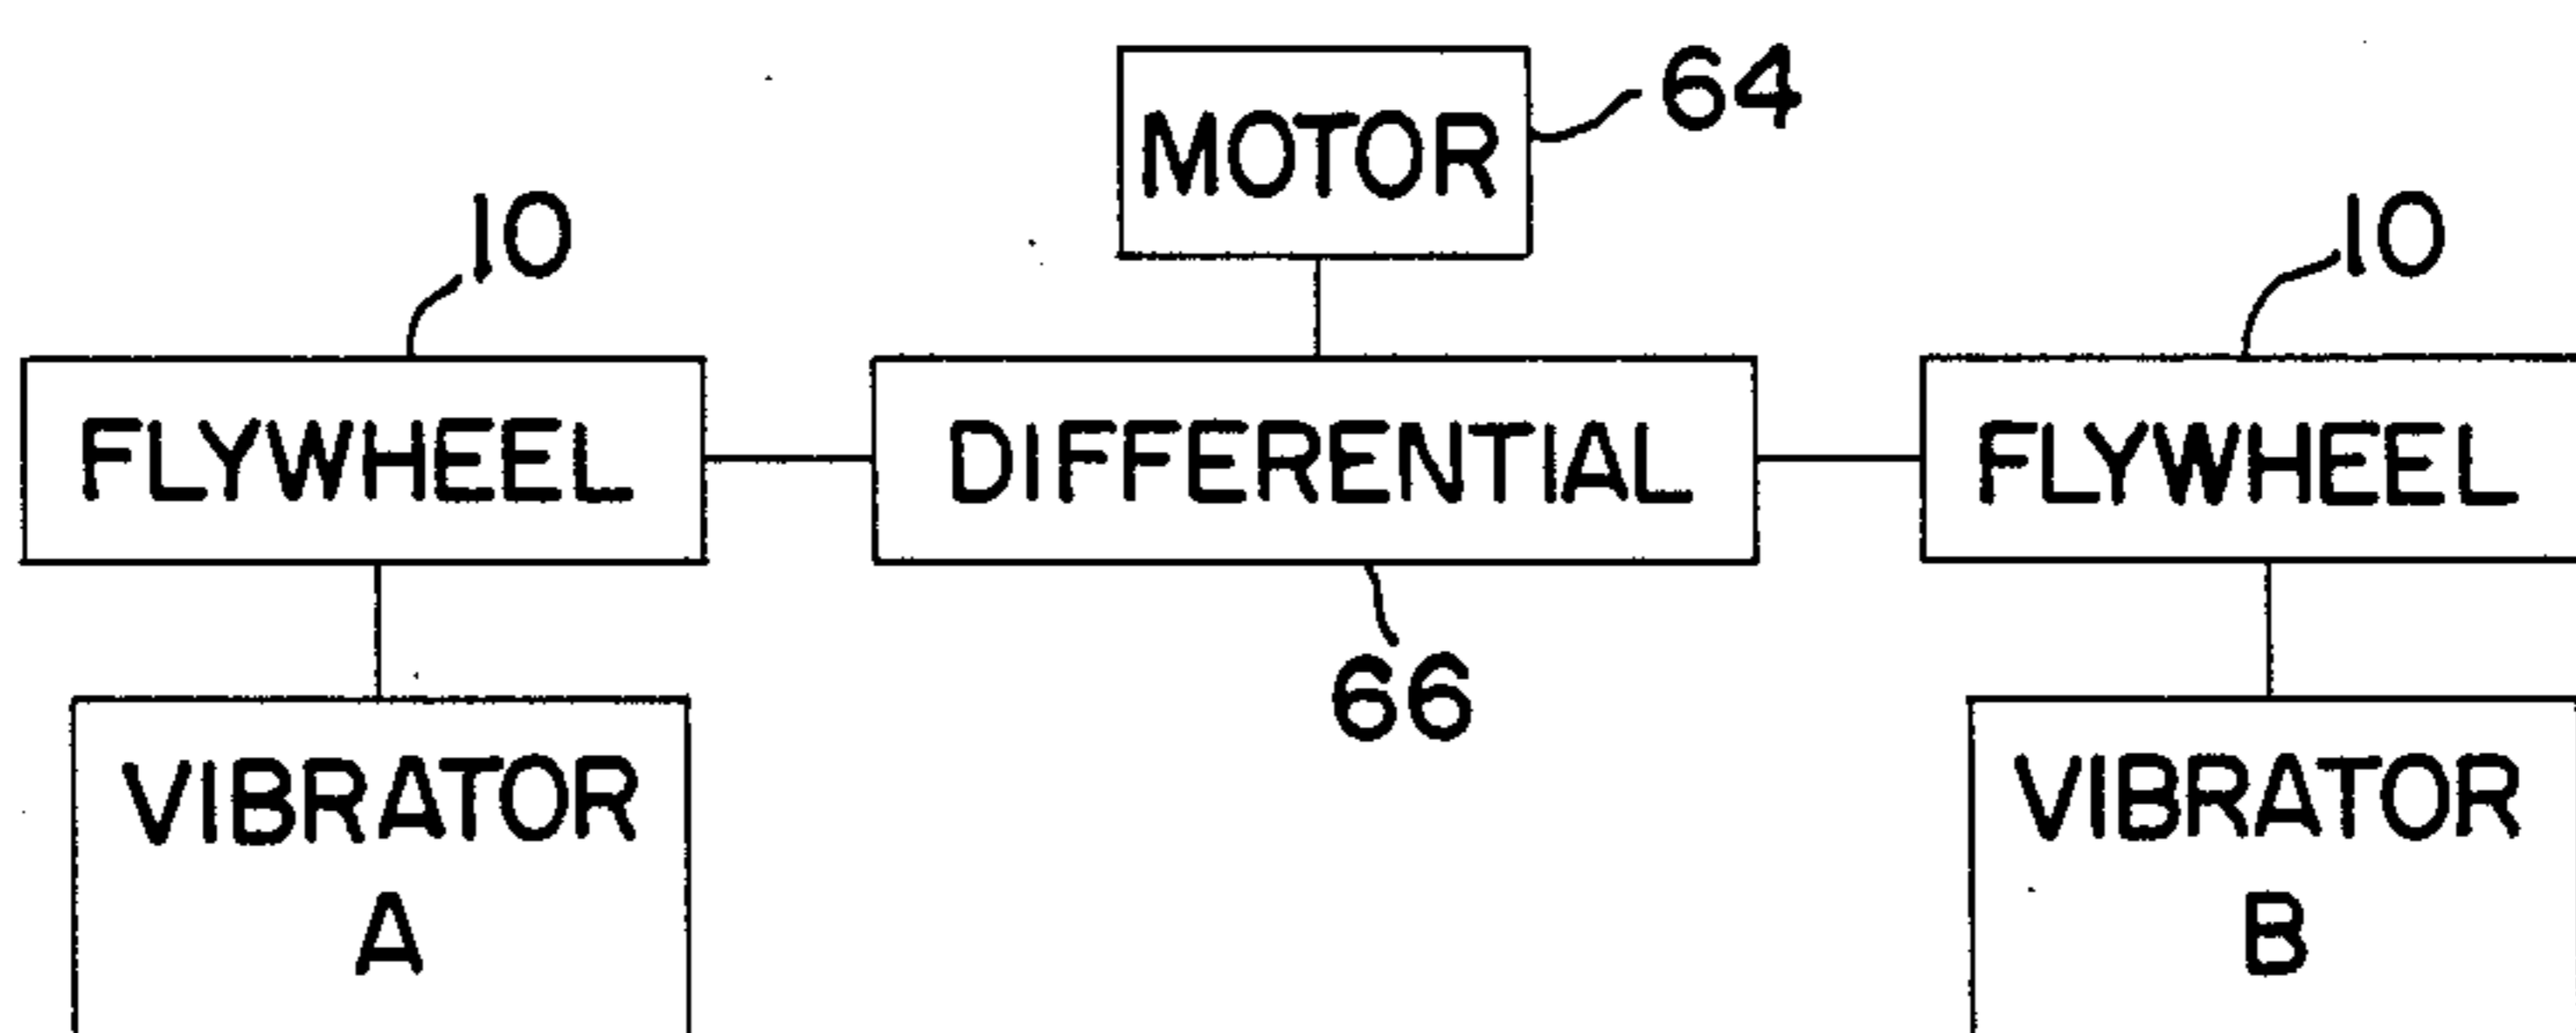 MOTOR
64
10
10
FLYWHEEL
DIFFERENTIAL
FLYWHEEL
66
VIBRATOR
A
VIBRATOR
B